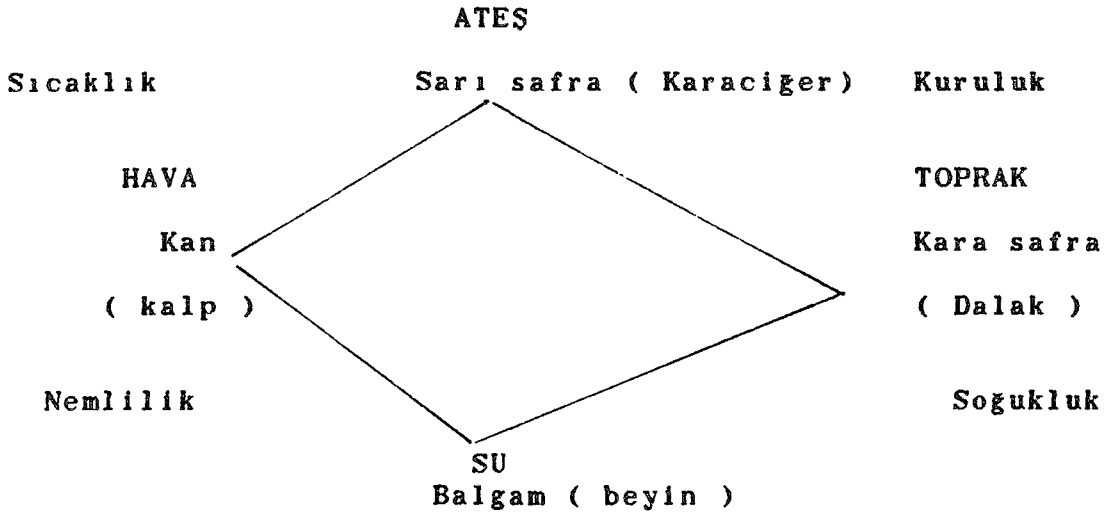 ATEŞ
Sıcaklık Sarı safra ( Karaciğer) Kuruluk
HAVA TOPRAK
Kan Kara safra
( kalp ) ( Dalak )
Nemlilik Soğukluk
SU
Balgam ( beyin )